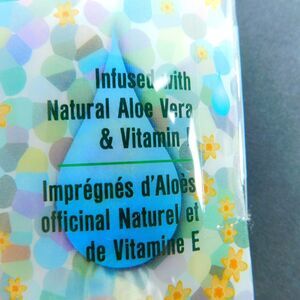 Infused with
Natural Aloe Vera
& Vitamin
Imprégnés d'Aloès
officinal Naturel et
de Vitamine E